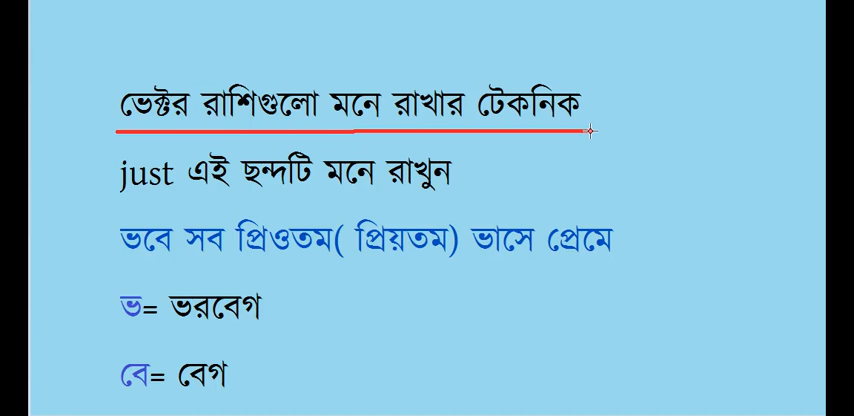 ভেক্টর রাশিগুলো মনে রাখার টেকনিক
just এই ছন্দটি মনে রাখুন
ভবে সব প্রিওতম( প্রিয়তম) ভাসে প্রেমে
ভ= ভরবেগ
বে= বেগ